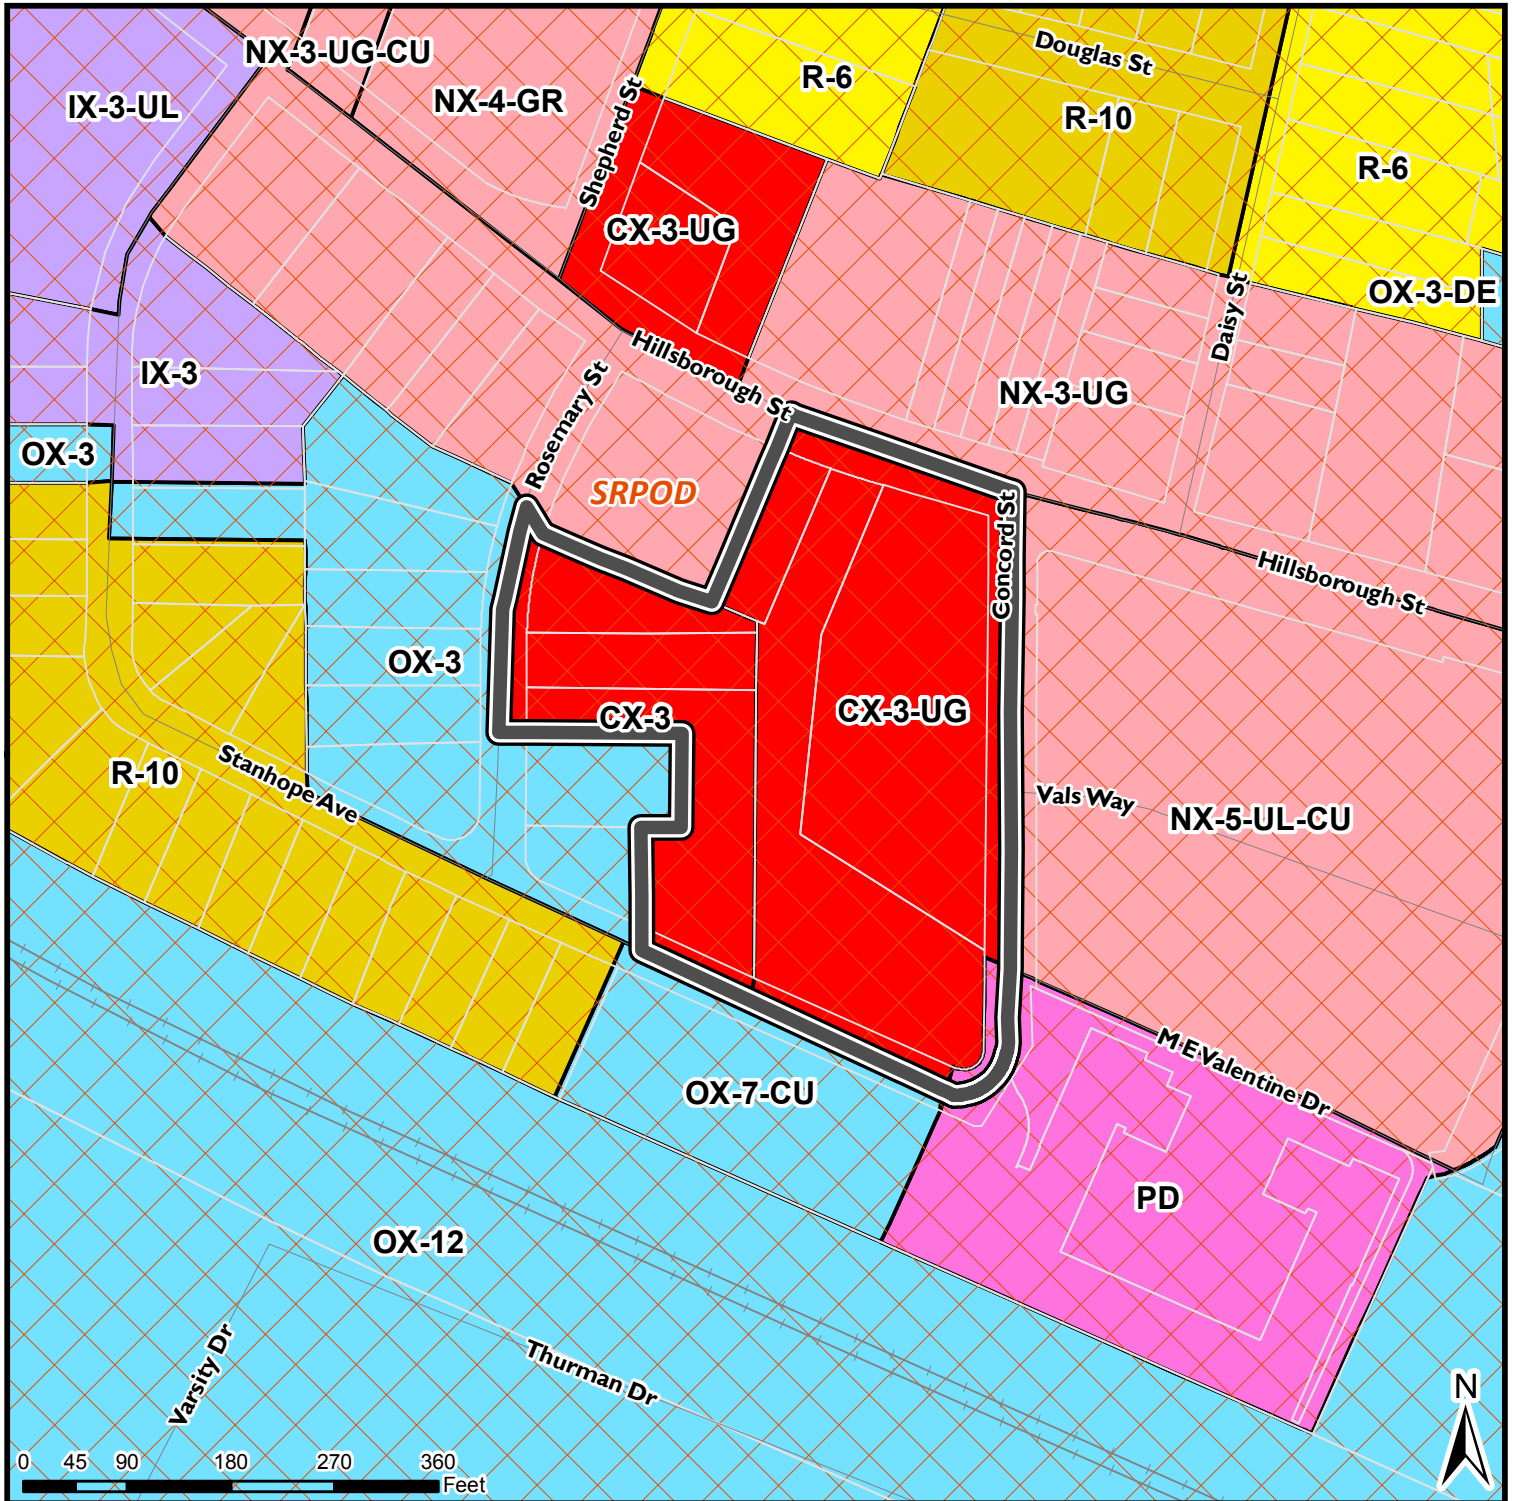 NX-3-UG-CU
R-6
Douglas St
IX-3-UL
NX-4-GR
R-10
Shepherd St
R-6
CX-3-UG
OX-3-DE
Daisy St
IX-3
Hillsborough St
NX-3-UG
Rosemary St
OX-3
SRPOD
Concord St
Hillsborough St
OX-3
CX-3
CX-3-UG
R-10
Stanhope Ave
Vals Way
NX-5-UL-CU
OX-7-CU
M E Valentine Dr
PD
OX-12
Varsity Dr
Thurman Dr
N
0 45 90 180 270 360
Feet